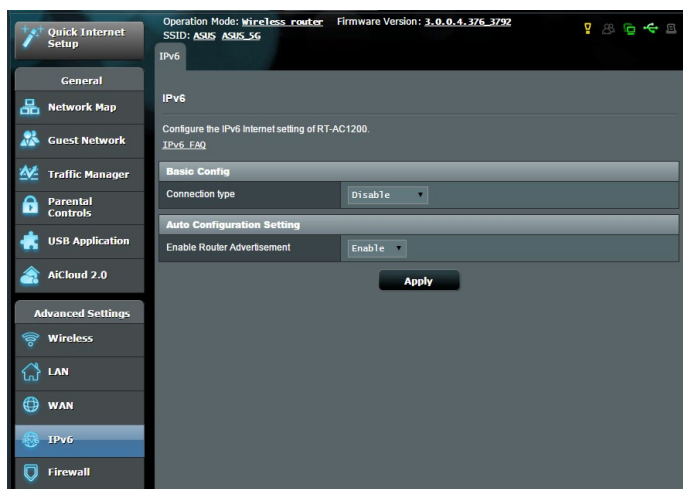 Quick Internet
Setup
Operation Mode: Wireless router Firmware Version: 3.0.0.4.376_3792
SSID: ASUS ASUS_5G
IPv6
General
Network Map
Guest Network
Traffic Manager
Parental
Controls
USB Application
AiCloud 2.0
Advanced Settings
Wireless
LAN
WAN
IPv6
Firewall
IPv6
Configure the IPv6 Internet setting of RT-AC1200.
IPv6 FAQ
Basic Config
Connection type Disable
Auto Configuration Setting
Enable Router Advertisement Enable
Apply